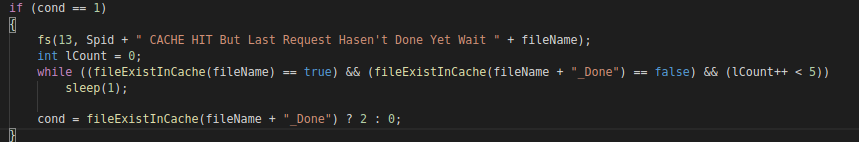 if (cond == 1)
{
fs(13, Spid + " CACHE HIT But Last Request Hasen't Done Yet Wait " + fileName);
int lCount = 0;
while ((fileExistInCache(fileName) == true) && (fileExistInCache(fileName + "_Done") == false) && (lCount++ < 5))
sleep(1);
cond = fileExistInCache(fileName + "_Done") ? 2 : 0;
}